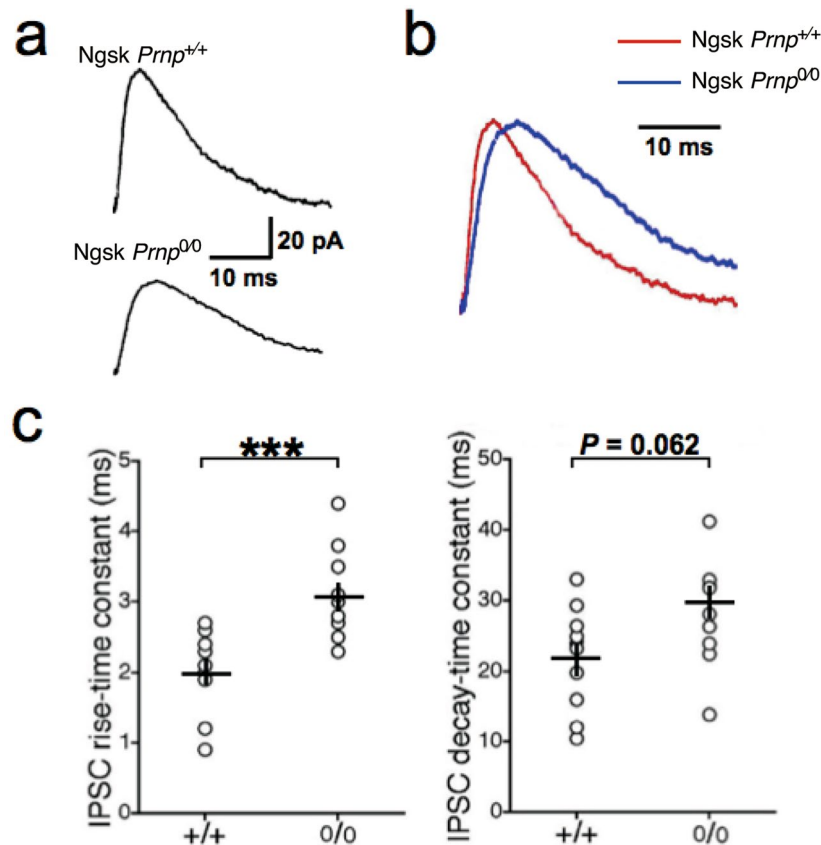 a
Ngsk Prnp+/+
20 pA
10 ms
Ngsk Prnp0/0
b
Ngsk Prnp+/+
Ngsk Prnp0/0
10 ms
c
IPSC rise-time constant (ms)
5
4
3
2
1
0
***
+/+
0/0
IPSC decay-time constant (ms)
50
40
30
20
10
0
P = 0.062
+/+
0/0